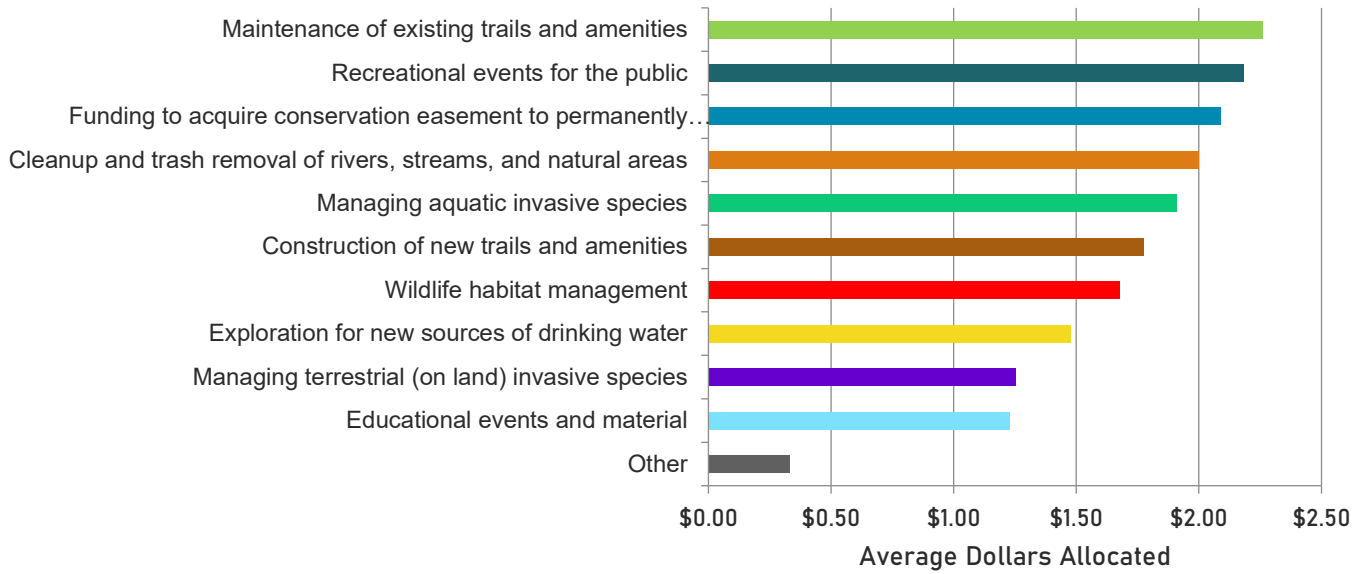 Maintenance of existing trails and amenities
Recreational events for the public
Funding to acquire conservation easement to permanently…
Cleanup and trash removal of rivers, streams, and natural areas
Managing aquatic invasive species
Construction of new trails and amenities
Wildlife habitat management
Exploration for new sources of drinking water
Managing terrestrial (on land) invasive species
Educational events and material
Other
$0.00 $0.50 $1.00 $1.50 $2.00 $2.50
Average Dollars Allocated